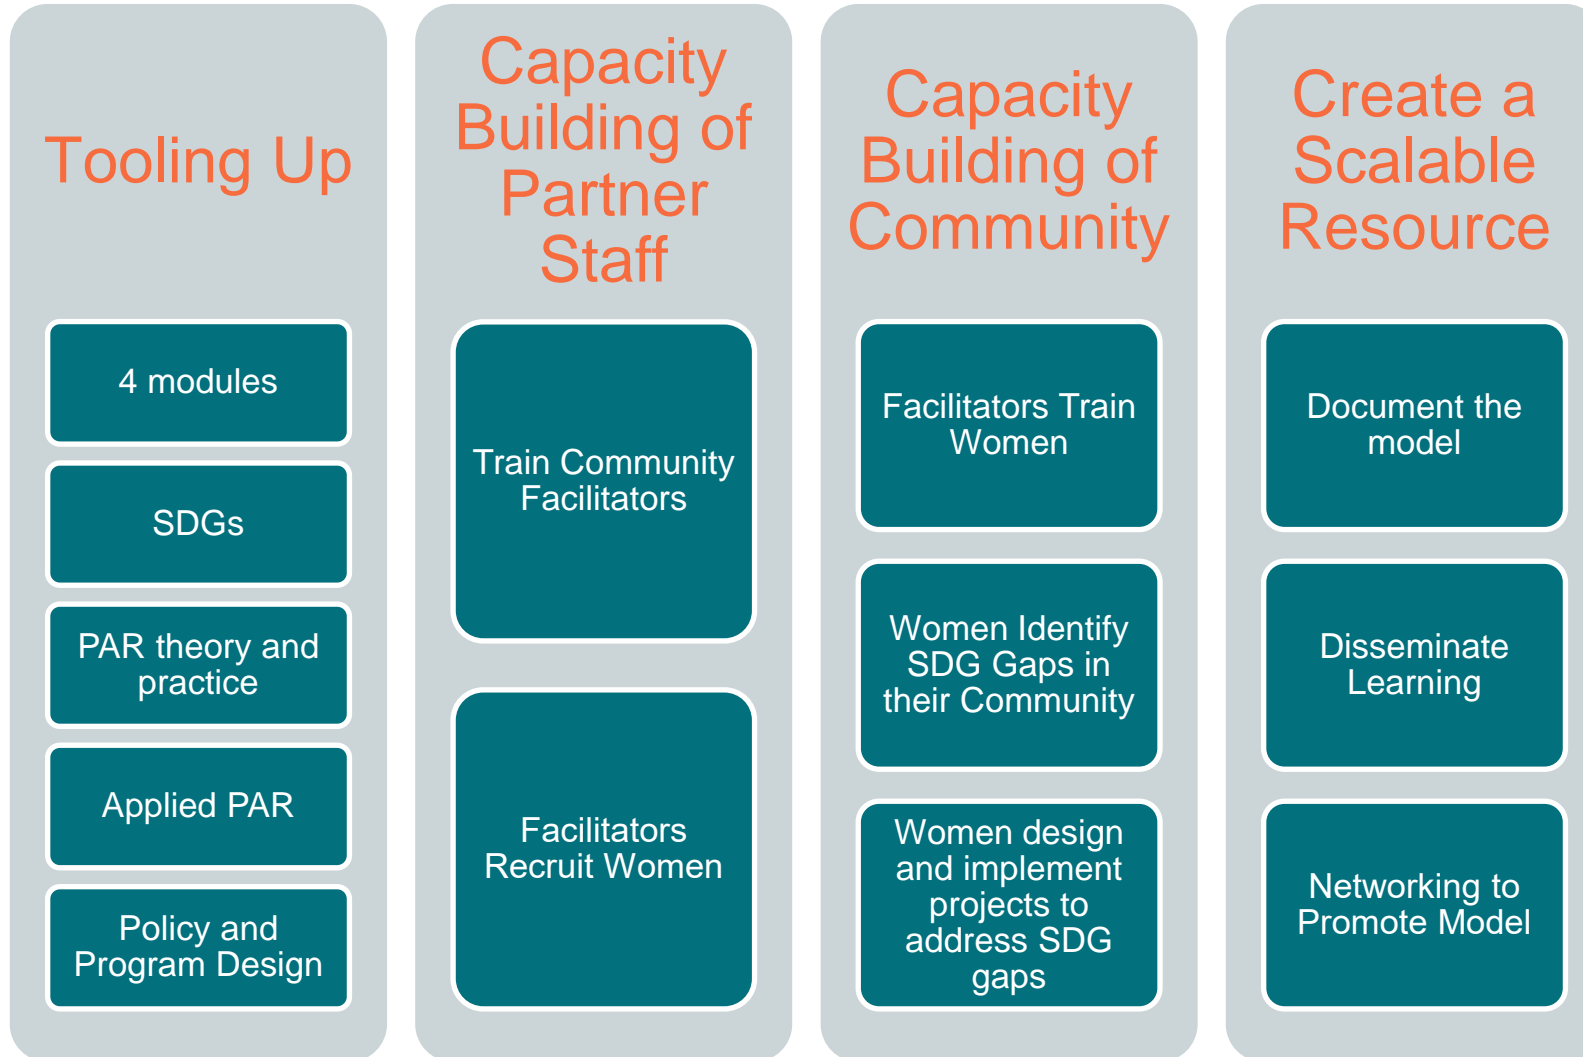 Tooling Up
4 modules
SDGs
PAR theory and
practice
Applied PAR
Policy and
Program Design
Capacity
Building of
Partner
Staff
Train Community
Facilitators
Facilitators
Recruit Women
Capacity
Building of
Community
Facilitators Train
Women
Women Identify
SDG Gaps in
their Community
Women design
and implement
projects to
address SDG
gaps
Create a
Scalable
Resource
Document the
model
Disseminate
Learning
Networking to
Promote Model